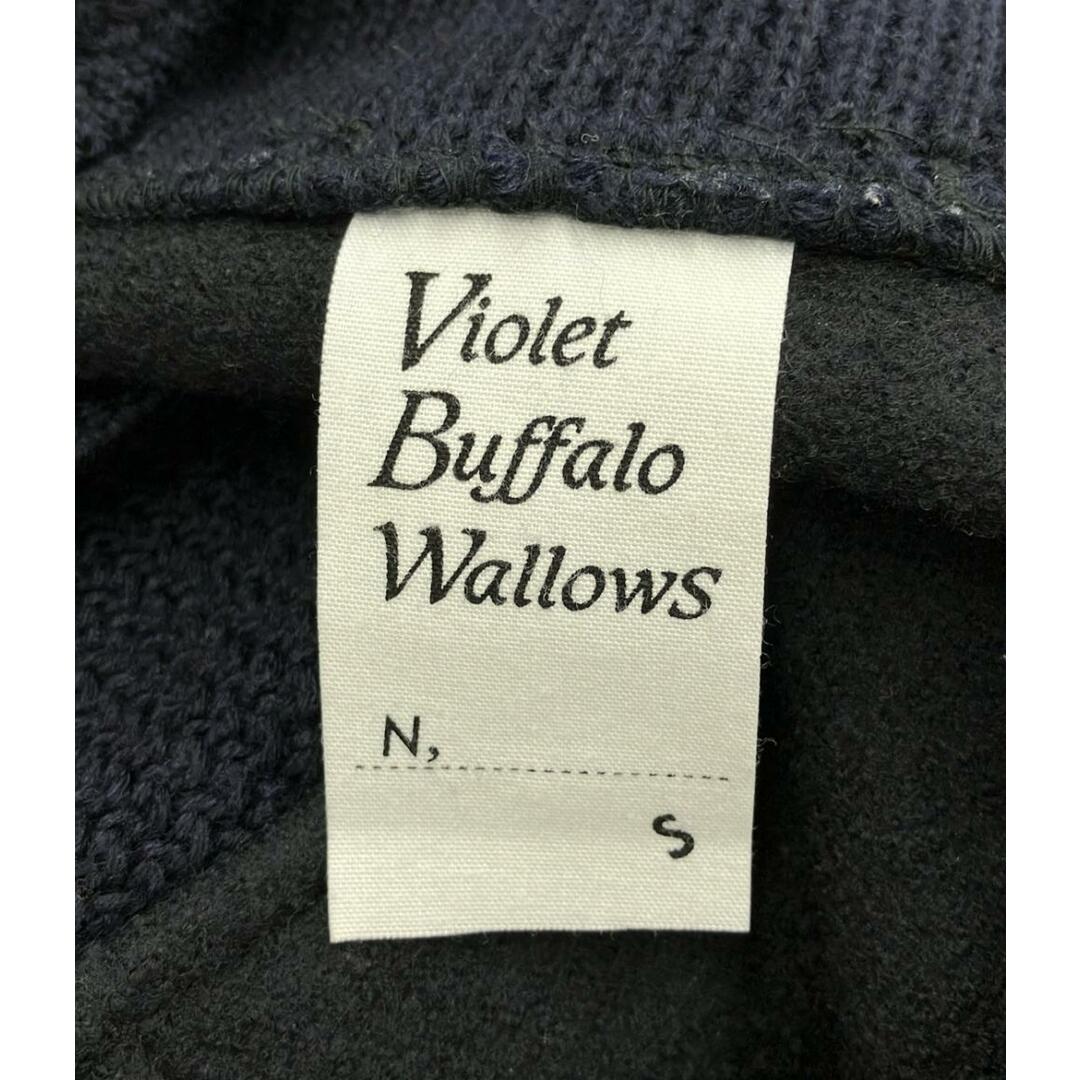 Violet
Buffalo
Wallows
N,
S